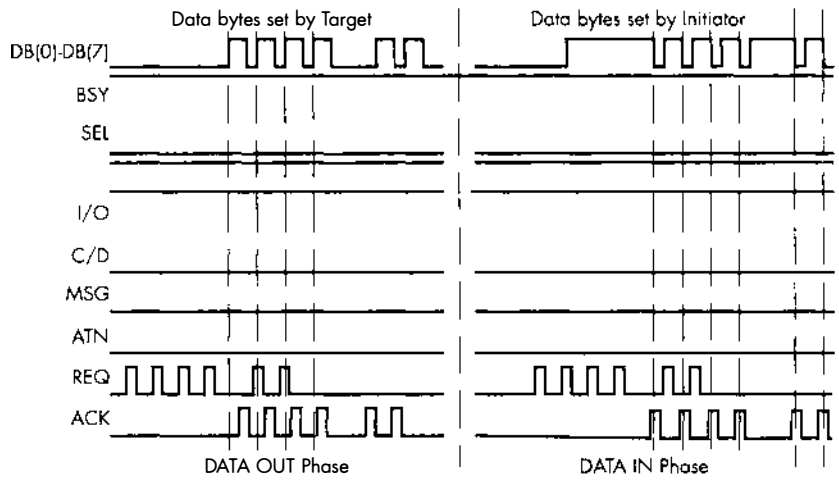 Data bytes set by Target
Data bytes set by Initiator
DB(0)-DB(7)
BSY
SEL
I/O
C/D
MSG
ATN
REQ
ACK
DATA OUT Phase
DATA IN Phase